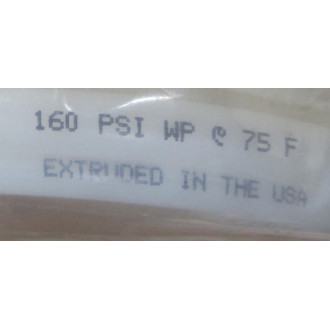 160 PSI WP @ 75 F
EXTRUDED IN THE USA